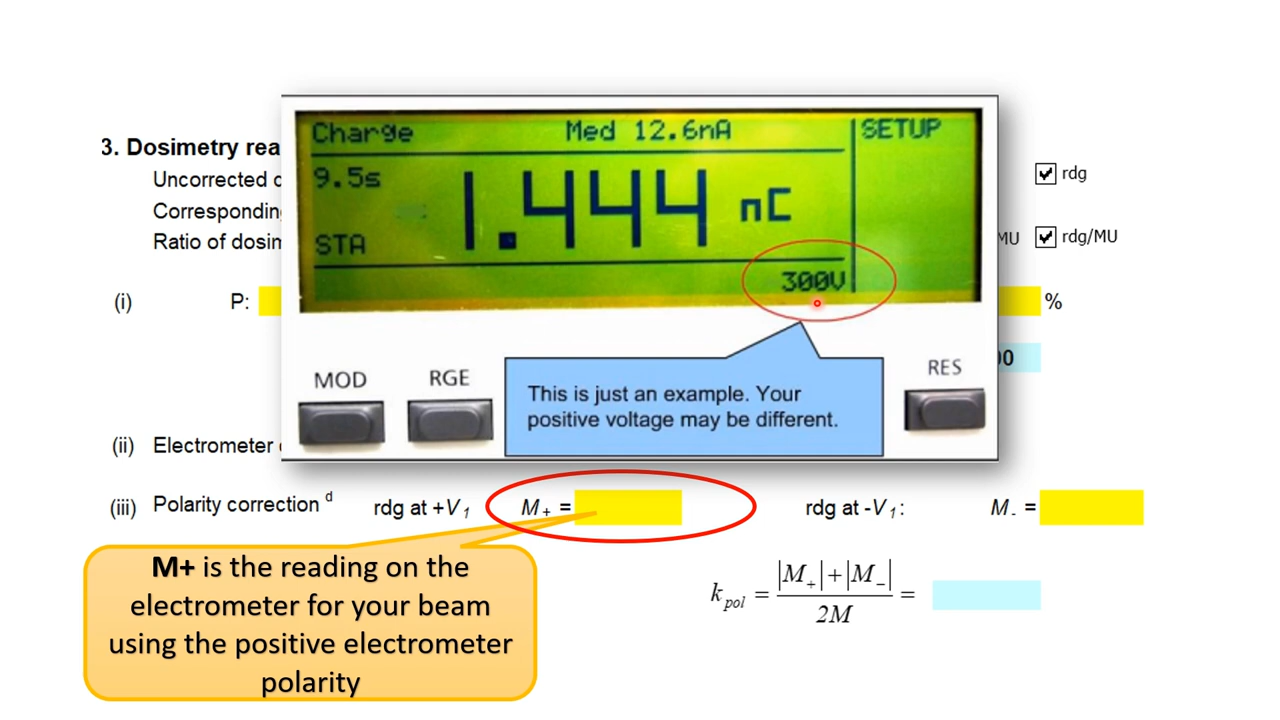 Charge Med 12.6nA SETUP
9.5s
1.444 nC
STA
300V
MOD RGE RES
This is just an example. Your
positive voltage may be different.
3. Dosimetry rea
Uncorrected rdg
Corresponding
Ratio of dosim MU rdg/MU
(i) P: %
(ii) Electrometer
(iii) Polarity correction d rdg at +V1 M+ = rdg at -V1: M- =
M+ is the reading on the
electrometer for your beam
using the positive electrometer
polarity
kpol = |M+|+|M-| / 2M =